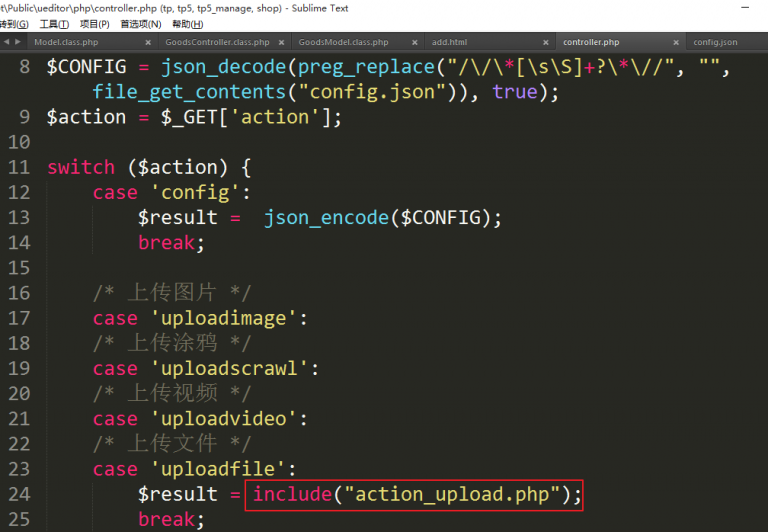 t\Public\ueditor\php\controller.php (tp, tp5, tp5_manage, shop) - Sublime Text
转到(G) 工具(T) 项目(P) 首选项(N) 帮助(H)
Model.class.php × GoodsController.class.php × GoodsModel.class.php × add.html × controller.php × config.json
8 $CONFIG = json_decode(preg_replace("/\/\*[\s\S]+?\*\//", "",
file_get_contents("config.json")), true);
9 $action = $_GET['action'];
10
11 switch ($action) {
12 case 'config':
13 $result =  json_encode($CONFIG);
14 break;
15
16 /* 上传图片 */
17 case 'uploadimage':
18 /* 上传涂鸦 */
19 case 'uploadscrawl':
20 /* 上传视频 */
21 case 'uploadvideo':
22 /* 上传文件 */
23 case 'uploadfile':
24 $result = include("action_upload.php");
25 break;